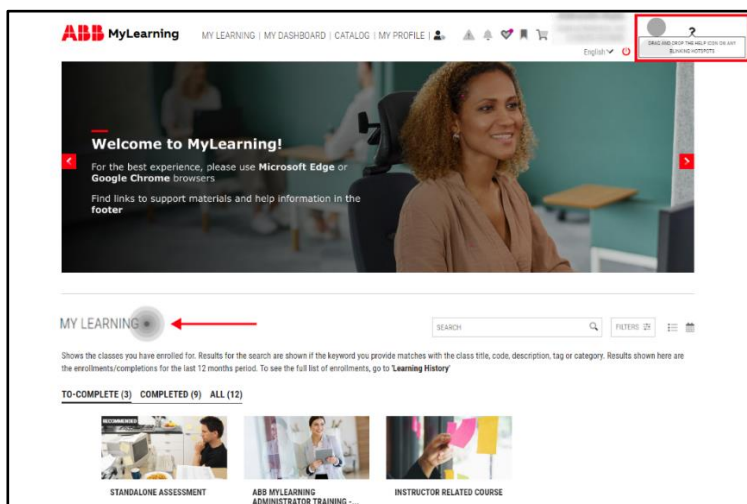 ABB MyLearning
MY LEARNING | MY DASHBOARD | CATALOG | MY PROFILE |
English
?
DRAG AND DROP THE HELP ICON ON ANY
BLINKING HOTSPOTS
Welcome to MyLearning!
For the best experience, please use Microsoft Edge or
Google Chrome browsers
Find links to support materials and help information in the
footer
MY LEARNING
SEARCH
FILTERS
Shows the classes you have enrolled for. Results for the search are shown if the keyword you provide matches with the class title, code, description, tag or category. Results shown here are
the enrollments/completions for the last 12 months period. To see the full list of enrollments, go to 'Learning History'
TO-COMPLETE (3) COMPLETED (9) ALL (12)
RECOMMENDED
STANDALONE ASSESSMENT
ABB MYLEARNING
ADMINISTRATOR TRAINING -...
INSTRUCTOR RELATED COURSE